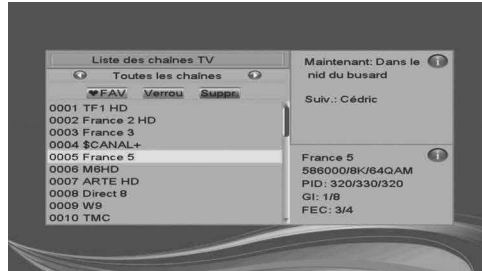 Liste des chaînes TV
Toutes les chaînes
♥FAV Verrou Suppr.
0001 TF1 HD
0002 France 2 HD
0003 France 3
0004 $CANAL+
0005 France 5
0006 M6HD
0007 ARTE HD
0008 Direct 8
0009 W9
0010 TMC
Maintenant: Dans le
nid du busard
Suiv.: Cédric
France 5
586000/8K/64QAM
PID: 320/330/320
GI: 1/8
FEC: 3/4